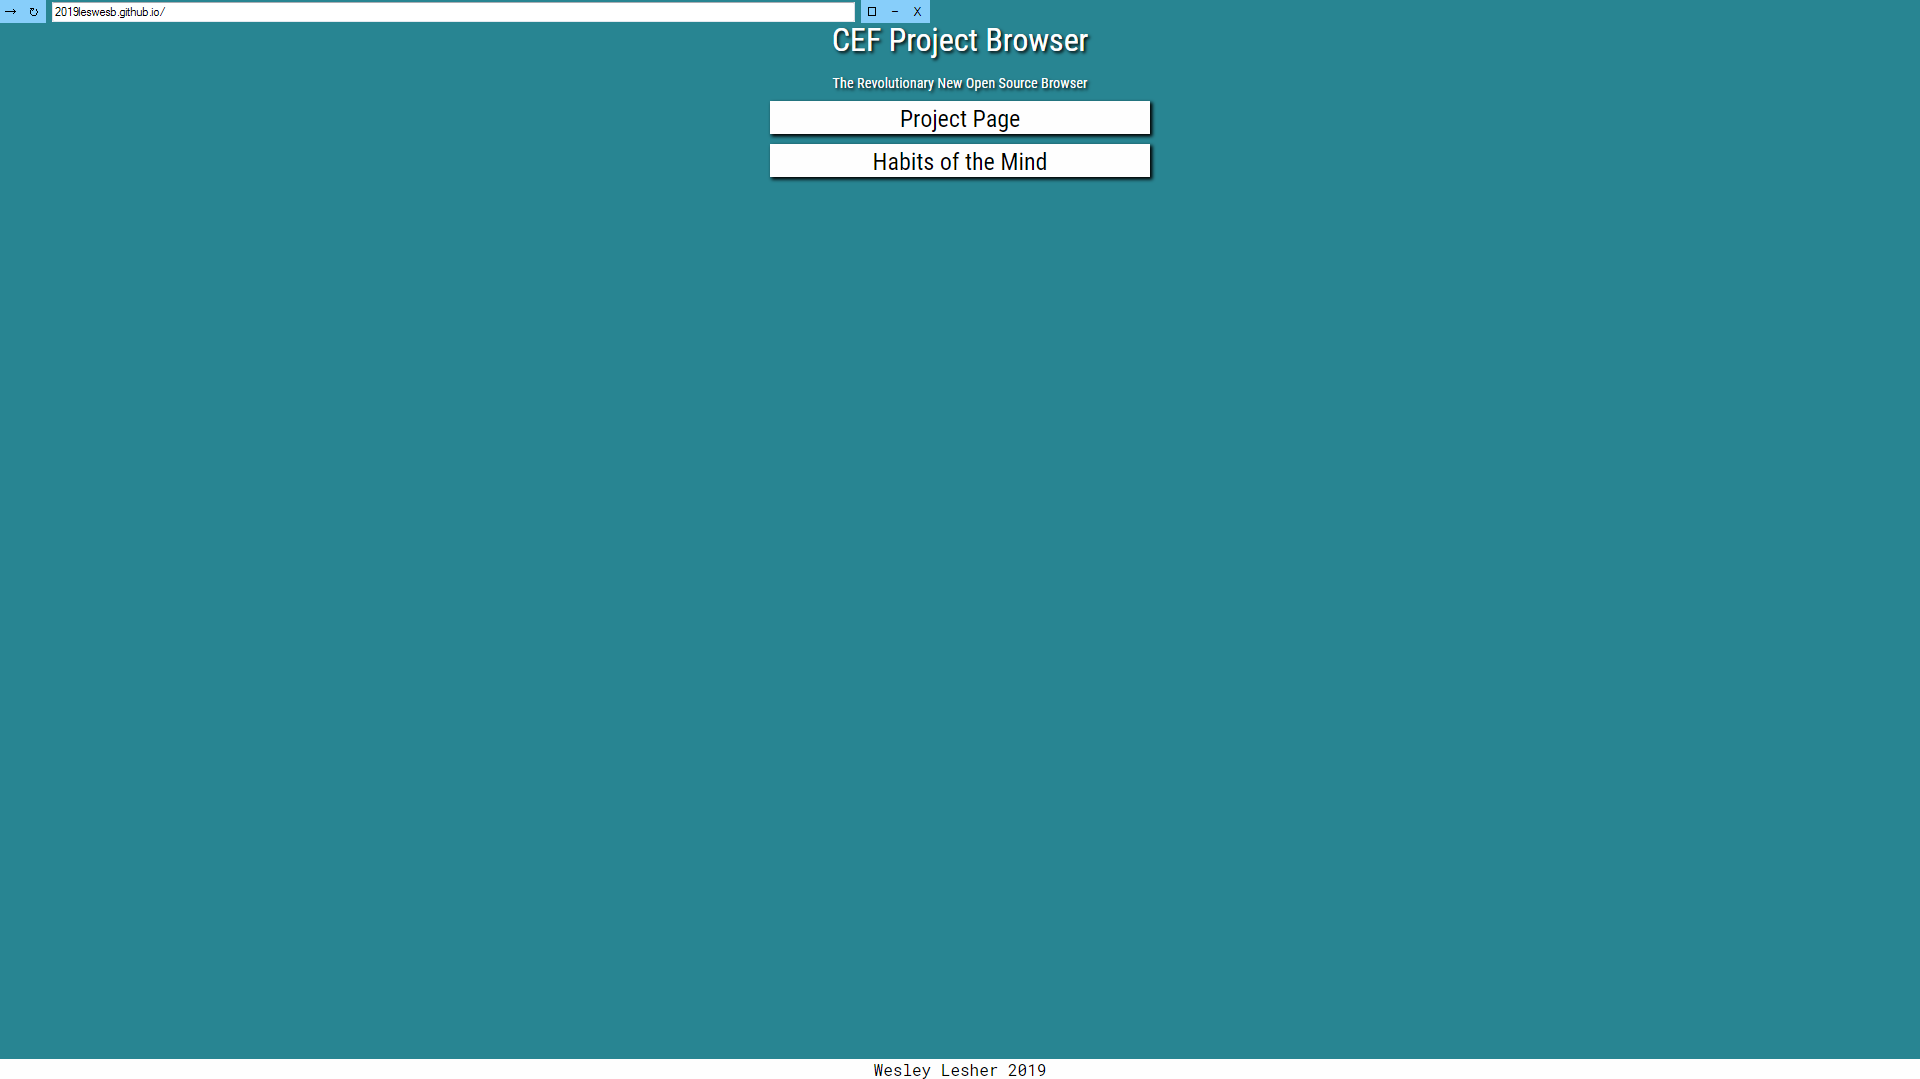 2019leswesb.github.io/
X
CEF Project Browser
The Revolutionary New Open Source Browser
Project Page
Habits of the Mind
Wesley Lesher 2019